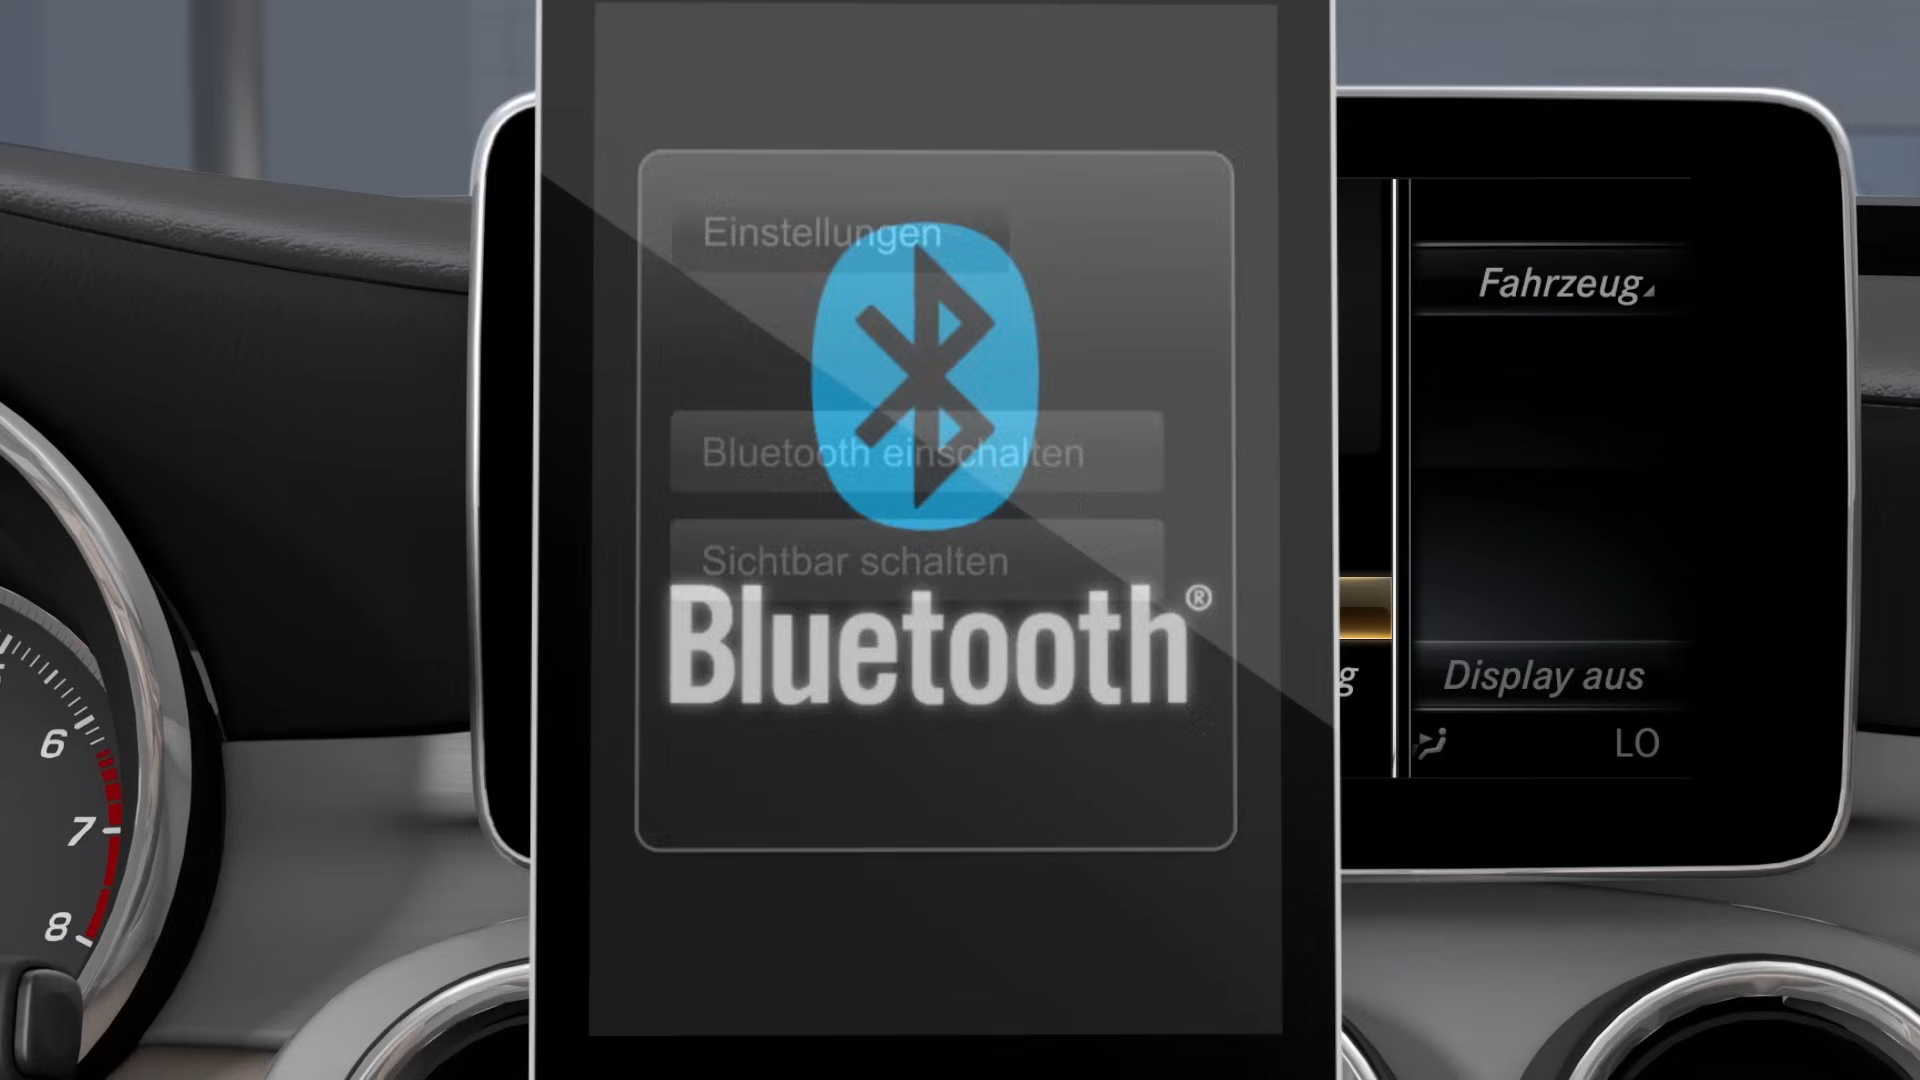 Einstellungen
Bluetooth einschalten
Sichtbar schalten
Bluetooth®
Fahrzeug
g
Display aus
LO
6
7
8